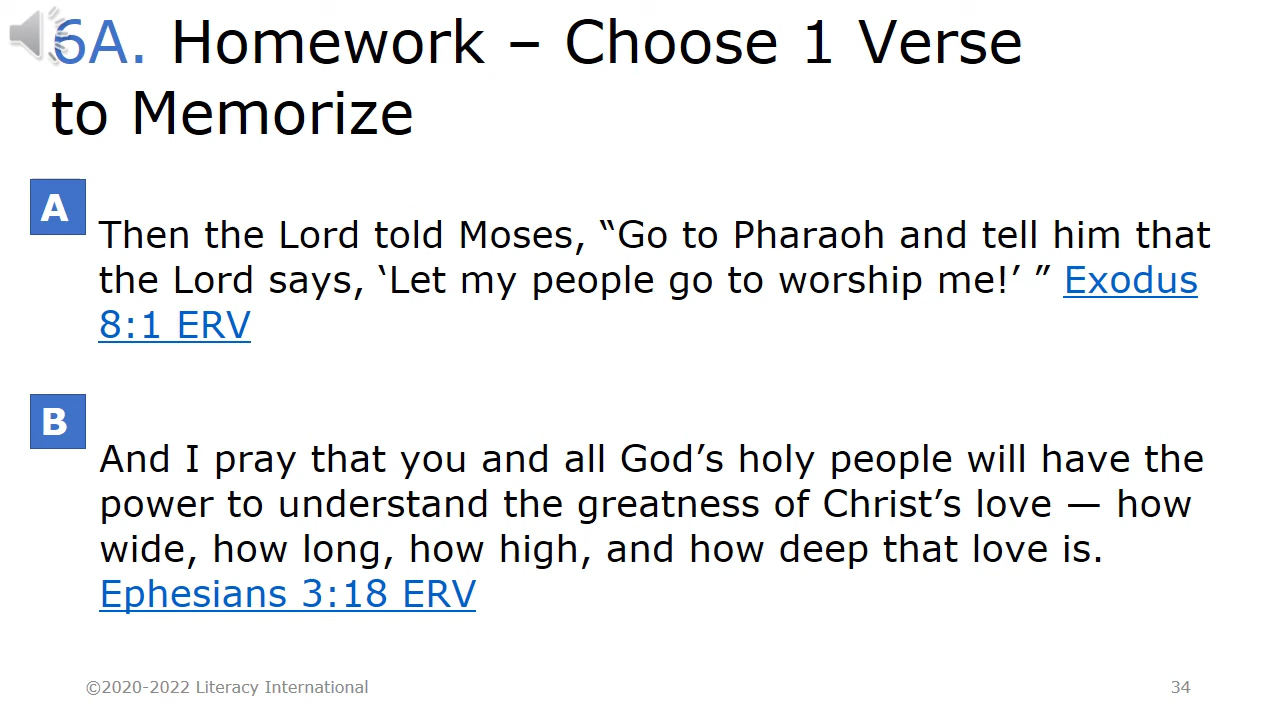 6A. Homework – Choose 1 Verse
to Memorize
A
Then the Lord told Moses, “Go to Pharaoh and tell him that
the Lord says, ‘Let my people go to worship me!’ ” Exodus
8:1 ERV
B
And I pray that you and all God’s holy people will have the
power to understand the greatness of Christ’s love — how
wide, how long, how high, and how deep that love is.
Ephesians 3:18 ERV
©2020-2022 Literacy International
34